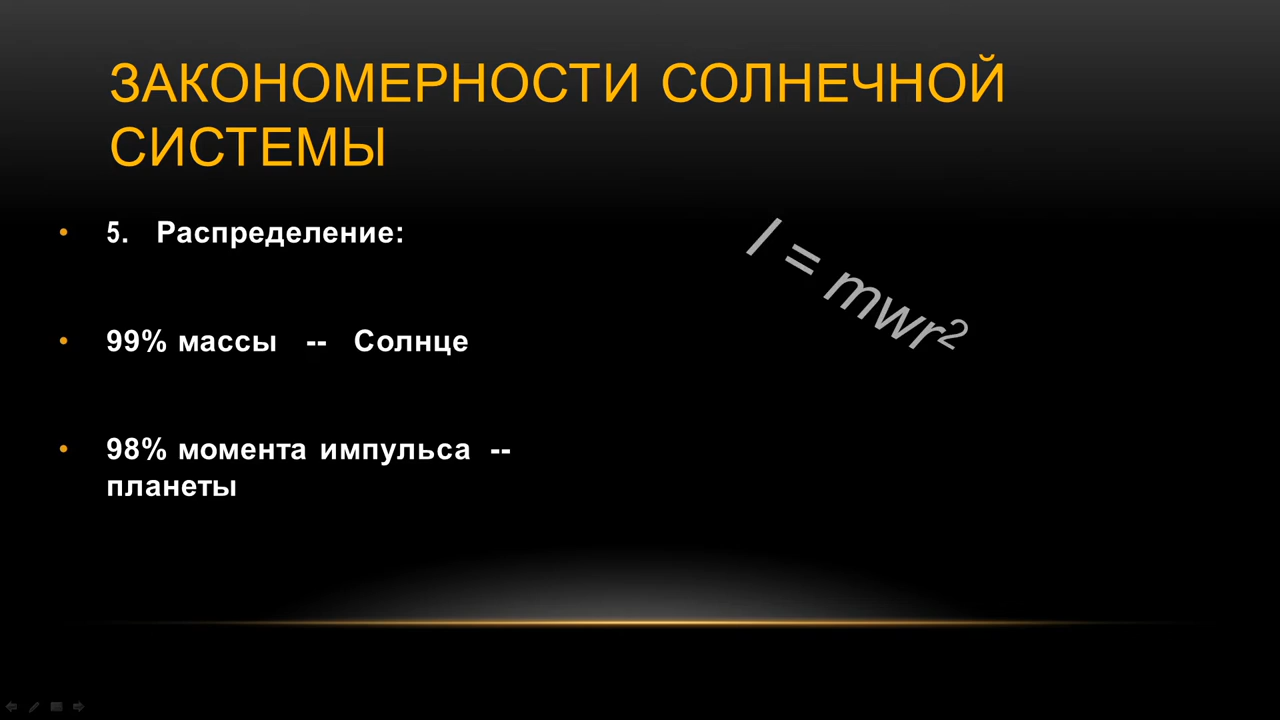 ЗАКОНОМЕРНОСТИ СОЛНЕЧНОЙ
СИСТЕМЫ
• 5. Распределение:
• 99% массы -- Солнце
• 98% момента импульса --
планеты
I = mwr²